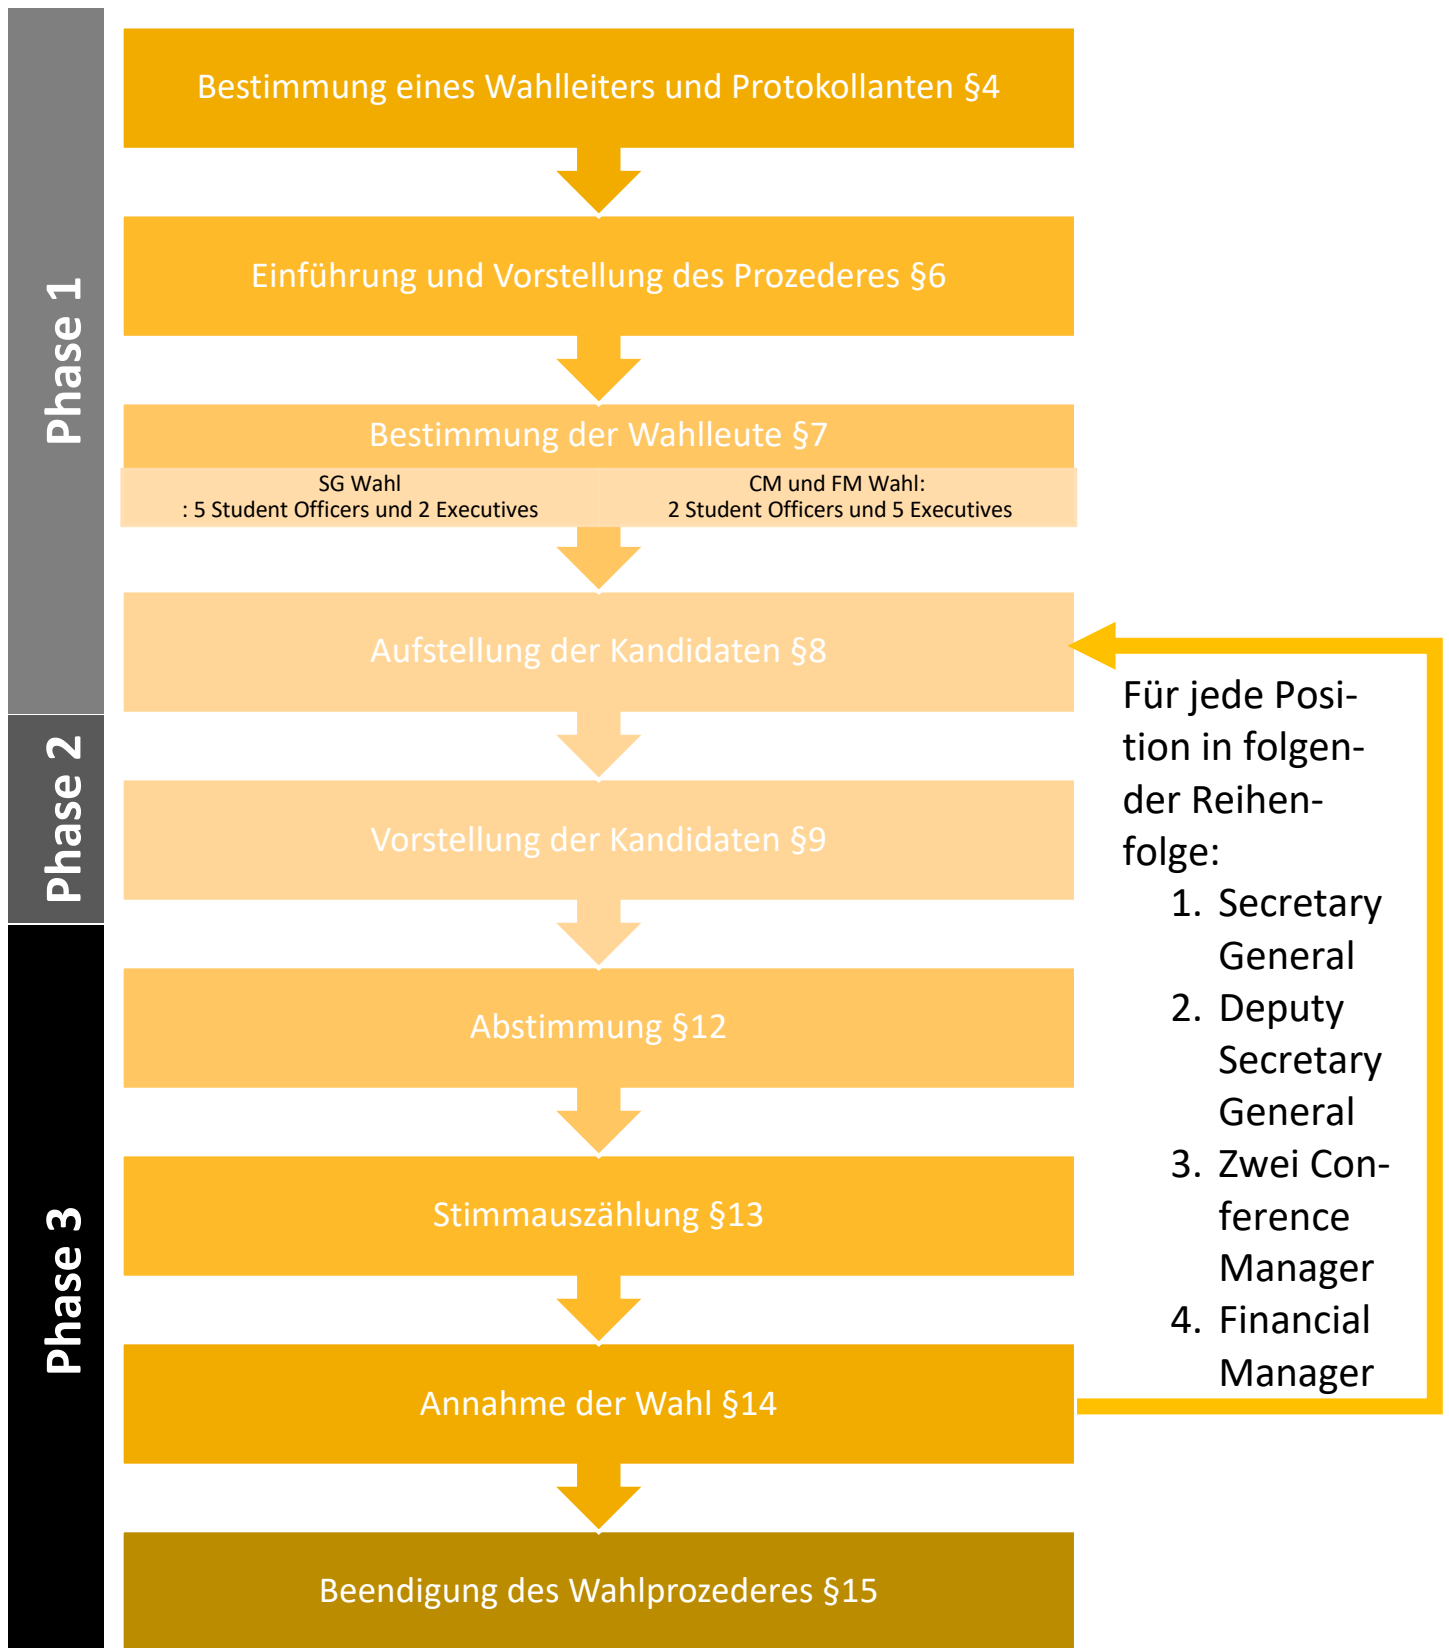 Phase 1
Bestimmung eines Wahlleiters und Protokollanten §4
Einführung und Vorstellung des Prozederes §6
Bestimmung der Wahlleute §7
SG Wahl
: 5 Student Officers und 2 Executives
CM und FM Wahl:
2 Student Officers und 5 Executives
Aufstellung der Kandidaten §8
Phase 2
Vorstellung der Kandidaten §9
Phase 3
Abstimmung §12
Stimmauszählung §13
Annahme der Wahl §14
Beendigung des Wahlprozederes §15
Für jede Posi-
tion in folgen-
der Reihen-
folge:
1. Secretary
General
2. Deputy
Secretary
General
3. Zwei Con-
ference
Manager
4. Financial
Manager